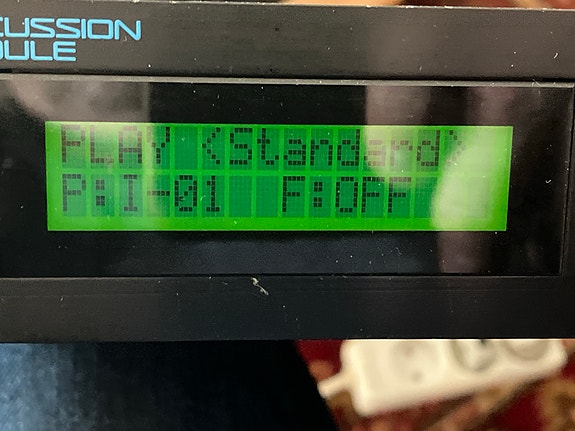 CUSSION
DULE
PLAY <Standard>
P:I-01 F:OFF